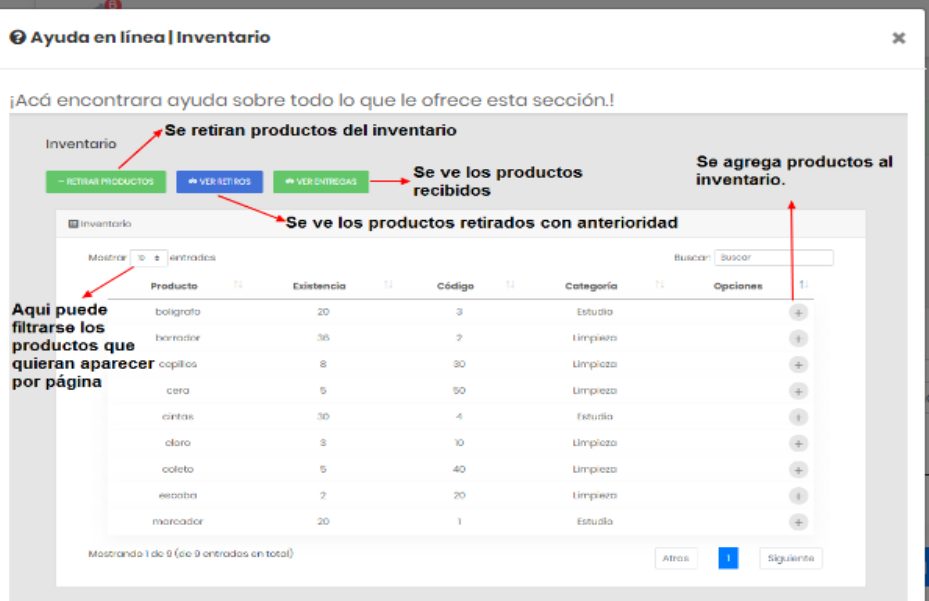 6
Ayuda en línea | Inventario
¡Acá encontrara ayuda sobre todo lo que le ofrece esta sección.!
Se retiran productos del inventario
Inventario
Se agrega productos al
inventario.
Se ve los productos
recibidos
− RETIRAR PRODUCTOS VER RETIROS VER ENTREGAS
Se ve los productos retirados con anterioridad
Inventario
Mostrar 10 entradas Buscar: Buscar
Producto Existencia Código Categoría Opciones
Aqui puede
filtrarse los
productos que
quieran aparecer
por página
boligrafo 20 3 Estudio
borrador 36 2 Limpieza
cepillos 8 30 Limpieza
cera 5 50 Limpieza
cintas 30 4 Estudio
cloro 3 10 Limpieza
coleto 5 40 Limpieza
escoba 2 20 Limpieza
marcador 20 1 Estudio
Mostrando 1 de 9 (de 9 entradas en total)
Atras 1 Siguiente